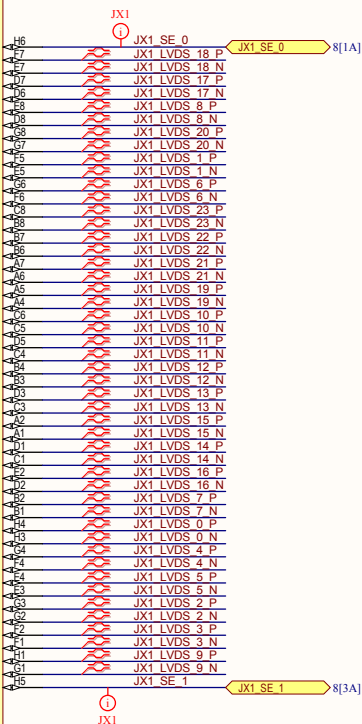 JX1
i
H6 JX1_SE_0 JX1_SE_0 8[1A]
F7 JX1_LVDS_18_P
E7 JX1_LVDS_18_N
D7 JX1_LVDS_17_P
D6 JX1_LVDS_17_N
E8 JX1_LVDS_8_P
D8 JX1_LVDS_8_N
G8 JX1_LVDS_20_P
G7 JX1_LVDS_20_N
F5 JX1_LVDS_1_P
E5 JX1_LVDS_1_N
G6 JX1_LVDS_6_P
F6 JX1_LVDS_6_N
C8 JX1_LVDS_23_P
B8 JX1_LVDS_23_N
B7 JX1_LVDS_22_P
B6 JX1_LVDS_22_N
A7 JX1_LVDS_21_P
A6 JX1_LVDS_21_N
A5 JX1_LVDS_19_P
A4 JX1_LVDS_19_N
C6 JX1_LVDS_10_P
C5 JX1_LVDS_10_N
D5 JX1_LVDS_11_P
C4 JX1_LVDS_11_N
B4 JX1_LVDS_12_P
B3 JX1_LVDS_12_N
D3 JX1_LVDS_13_P
C3 JX1_LVDS_13_N
A2 JX1_LVDS_15_P
A1 JX1_LVDS_15_N
D1 JX1_LVDS_14_P
C1 JX1_LVDS_14_N
E2 JX1_LVDS_16_P
D2 JX1_LVDS_16_N
B2 JX1_LVDS_7_P
B1 JX1_LVDS_7_N
H4 JX1_LVDS_0_P
H3 JX1_LVDS_0_N
G4 JX1_LVDS_4_P
F4 JX1_LVDS_4_N
E4 JX1_LVDS_5_P
E3 JX1_LVDS_5_N
G3 JX1_LVDS_2_P
G2 JX1_LVDS_2_N
F2 JX1_LVDS_3_P
F1 JX1_LVDS_3_N
H1 JX1_LVDS_9_P
G1 JX1_LVDS_9_N
H5 JX1_SE_1 JX1_SE_1 8[3A]
i
JX1